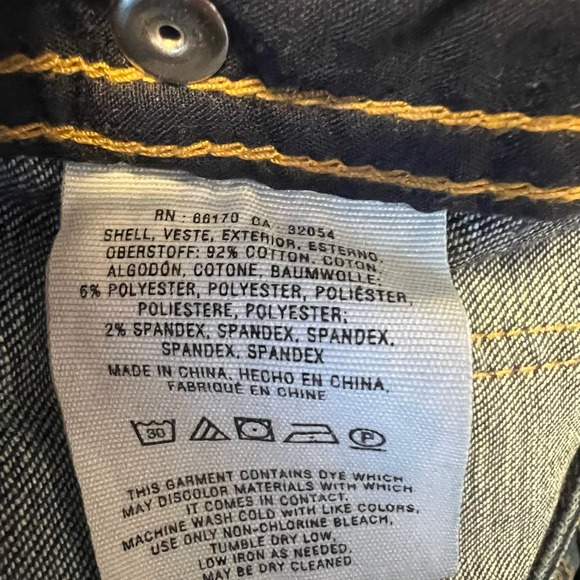 RN : 66170 CA : 32054
SHELL, VESTE, EXTERIOR, ESTERNO,
OBERSTOFF: 92% COTTON, COTON,
ALGODÓN, COTONE, BAUMWOLLE;
6% POLYESTER, POLYESTER, POLIÉSTER,
POLIESTERE, POLYESTER;
2% SPANDEX, SPANDEX, SPANDEX,
SPANDEX, SPANDEX
MADE IN CHINA, HECHO EN CHINA,
FABRIQUÉ EN CHINE
30 P
THIS GARMENT CONTAINS DYE WHICH
MAY DISCOLOR MATERIALS WITH WHICH
IT COMES IN CONTACT.
MACHINE WASH COLD WITH LIKE COLORS,
USE ONLY NON-CHLORINE BLEACH,
TUMBLE DRY LOW,
LOW IRON AS NEEDED,
MAY BE DRY CLEANED